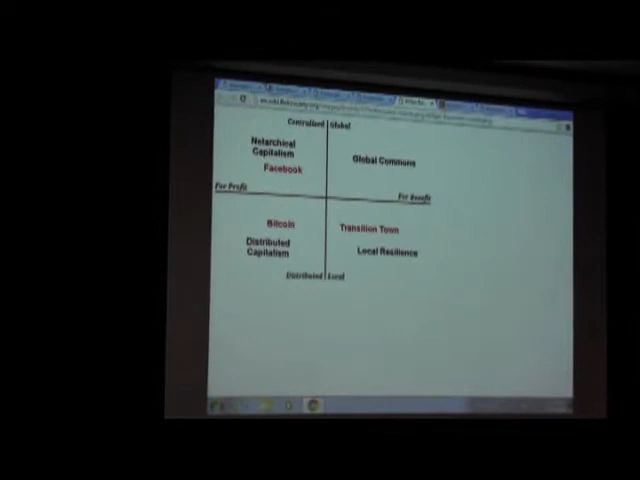 Centralised Global
Netarchical
Capitalism
Global Commons
Facebook
For Profit
For Benefit
Bitcoin
Transition Town
Distributed
Capitalism
Local Resilience
Distributed Local